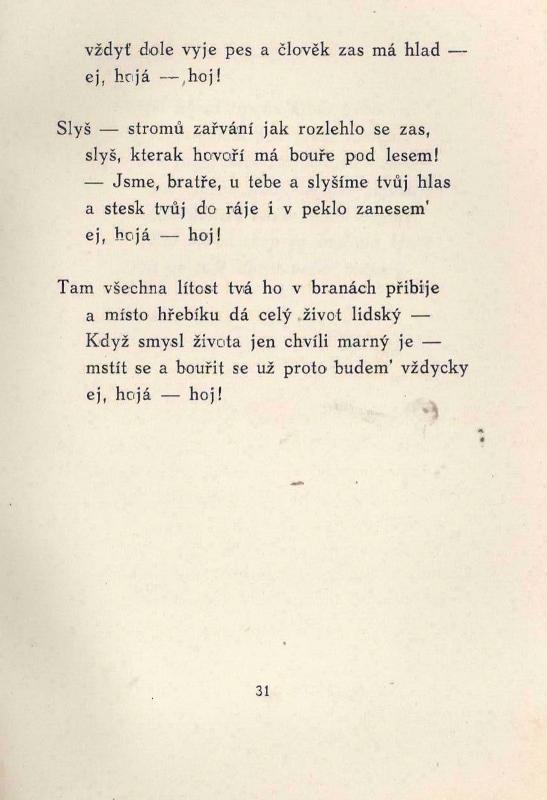 vždyť dole vyje pes a člověk zas má hlad —
ej, hojá — hoj!
Slyš — stromů zařvání jak rozlehlo se zas,
slyš, kterak hovoří má bouře pod lesem!
— Jsme, bratře, u tebe a slyšíme tvůj hlas
a stesk tvůj do ráje i v peklo zanesem'
ej, hojá — hoj!
Tam všechna lítost tvá ho v branách přibije
a místo hřebíku dá celý život lidský —
Když smysl života jen chvíli marný je —
mstít se a bouřit se už proto budem' vždycky
ej, hojá — hoj!
31